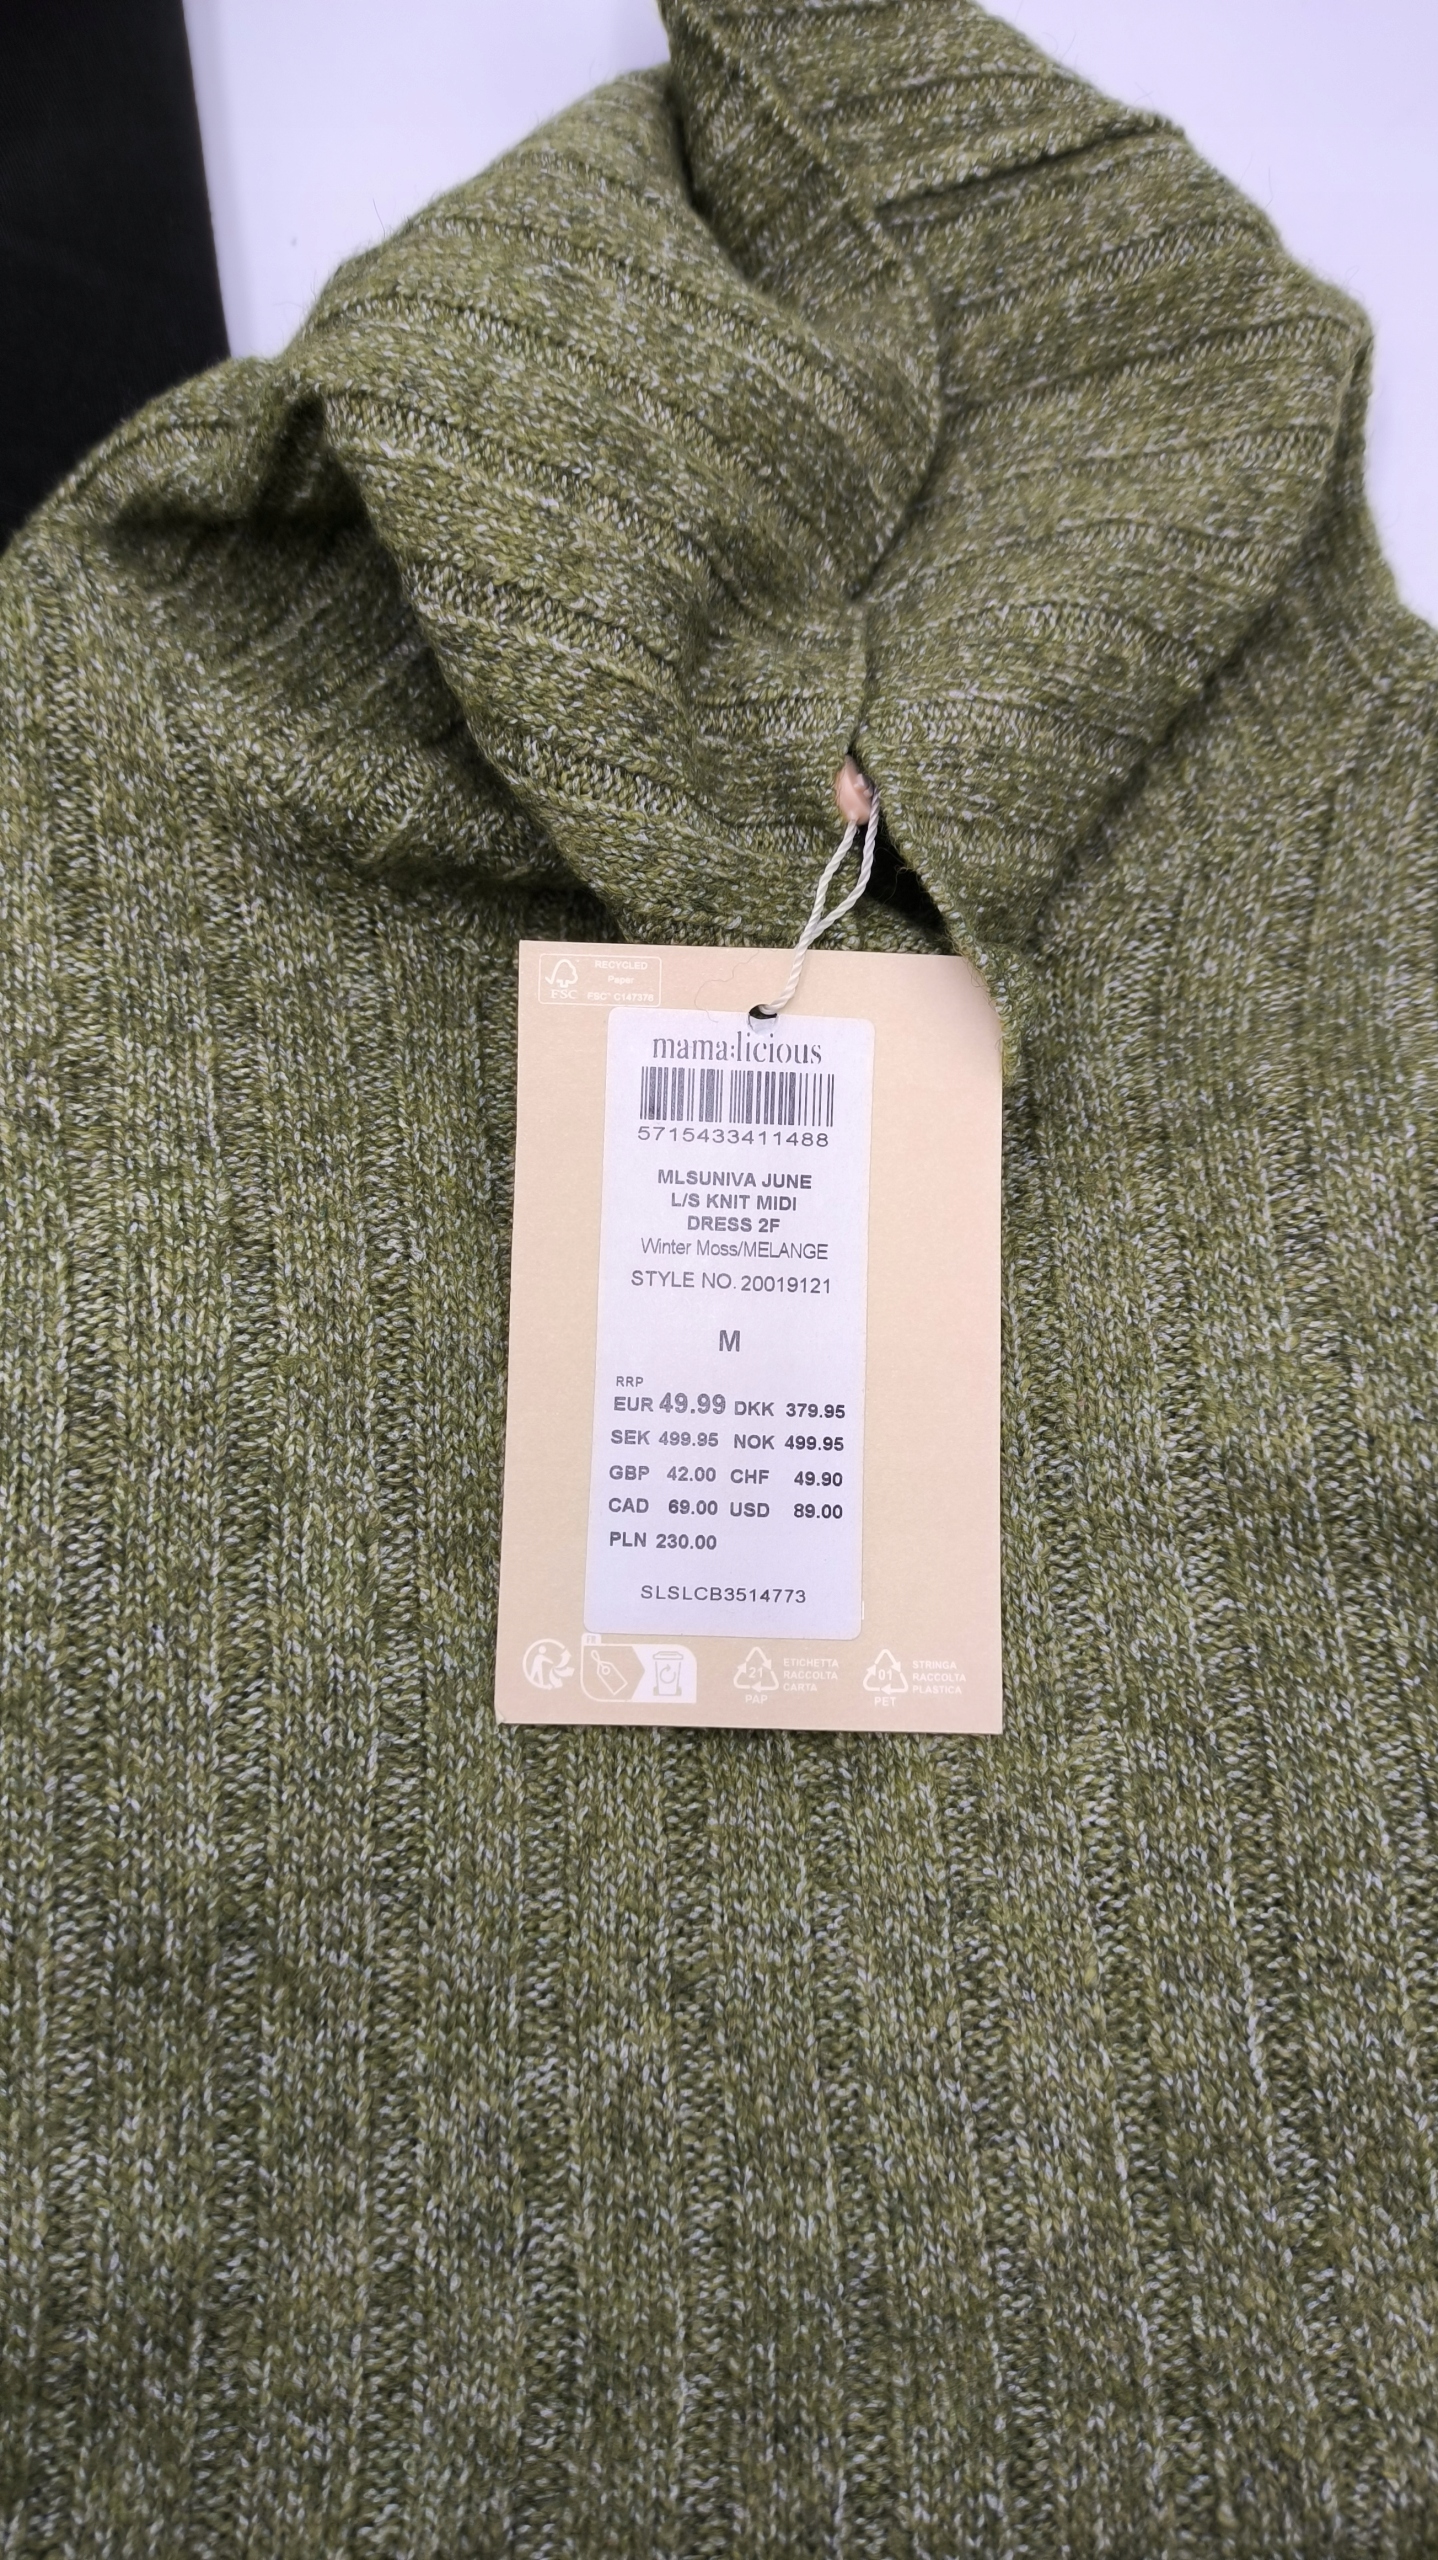 FSC
RECYCLED
Paper
FSC™ C147376
mama:licious
5715433411488
MLSUNIVA JUNE
L/S KNIT MIDI
DRESS 2F
Winter Moss/MELANGE
STYLE NO. 20019121
M
RRP
EUR 49.99 DKK 379.95
SEK 499.95 NOK 499.95
GBP 42.00 CHF 49.90
CAD 69.00 USD 89.00
PLN 230.00
SLSLCB3514773
FR
21
PAP
ETICHETTA
RACCOLTA
CARTA
01
PET
STRINGA
RACCOLTA
PLASTICA